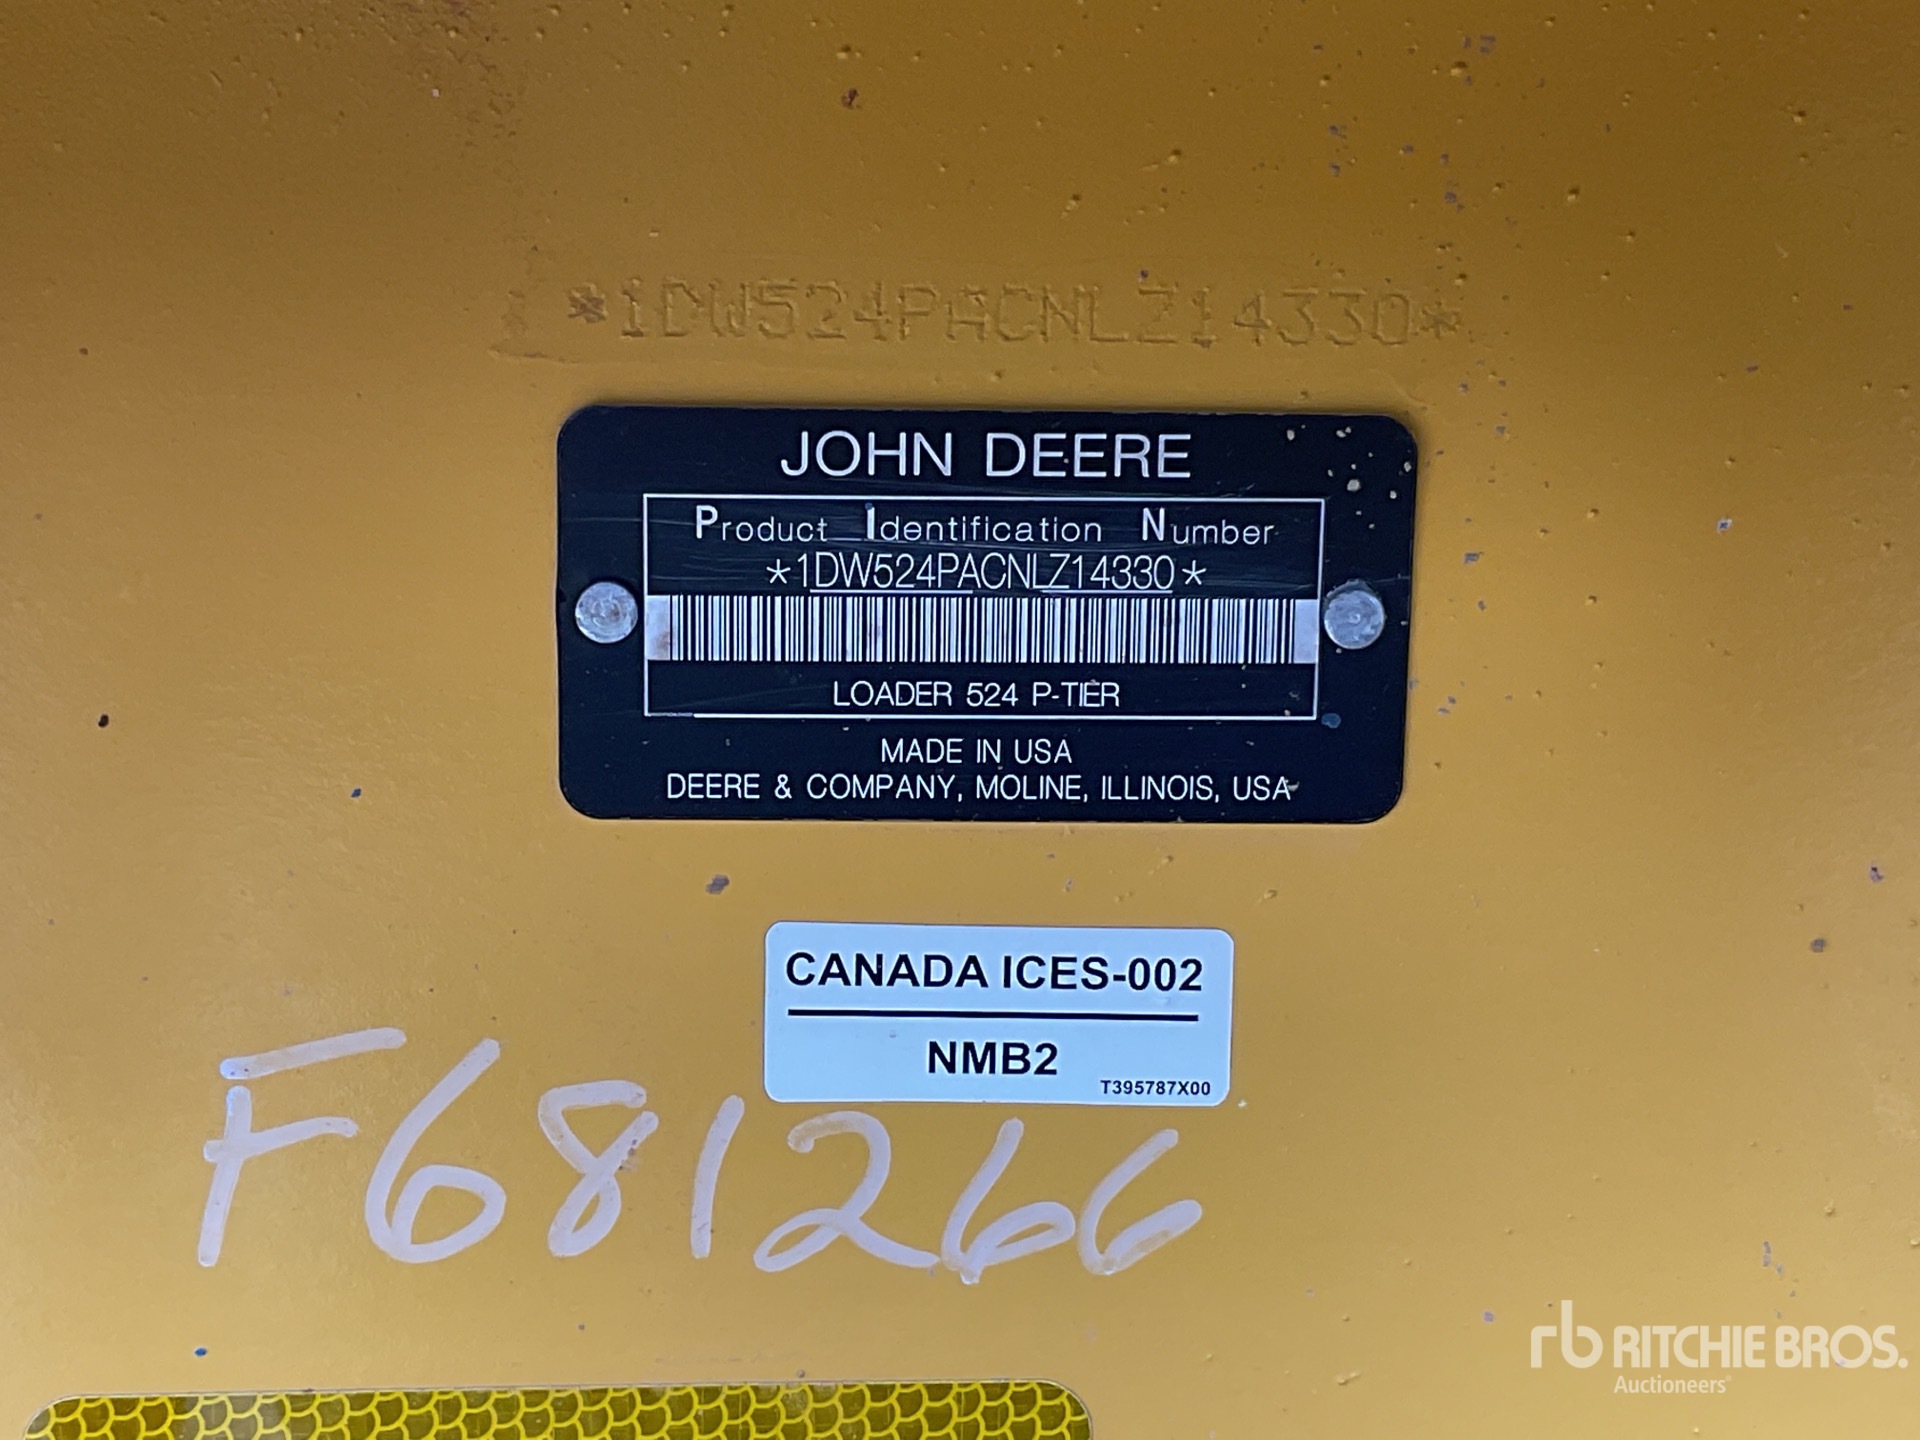 *1DW524PACNLZ14330*
JOHN DEERE
Product Identification Number
*1DW524PACNLZ14330*
LOADER 524 P-TIER
MADE IN USA
DEERE & COMPANY, MOLINE, ILLINOIS, USA
CANADA ICES-002
NMB2
T395787X00
F681266
rb RITCHIE BROS.
Auctioneers